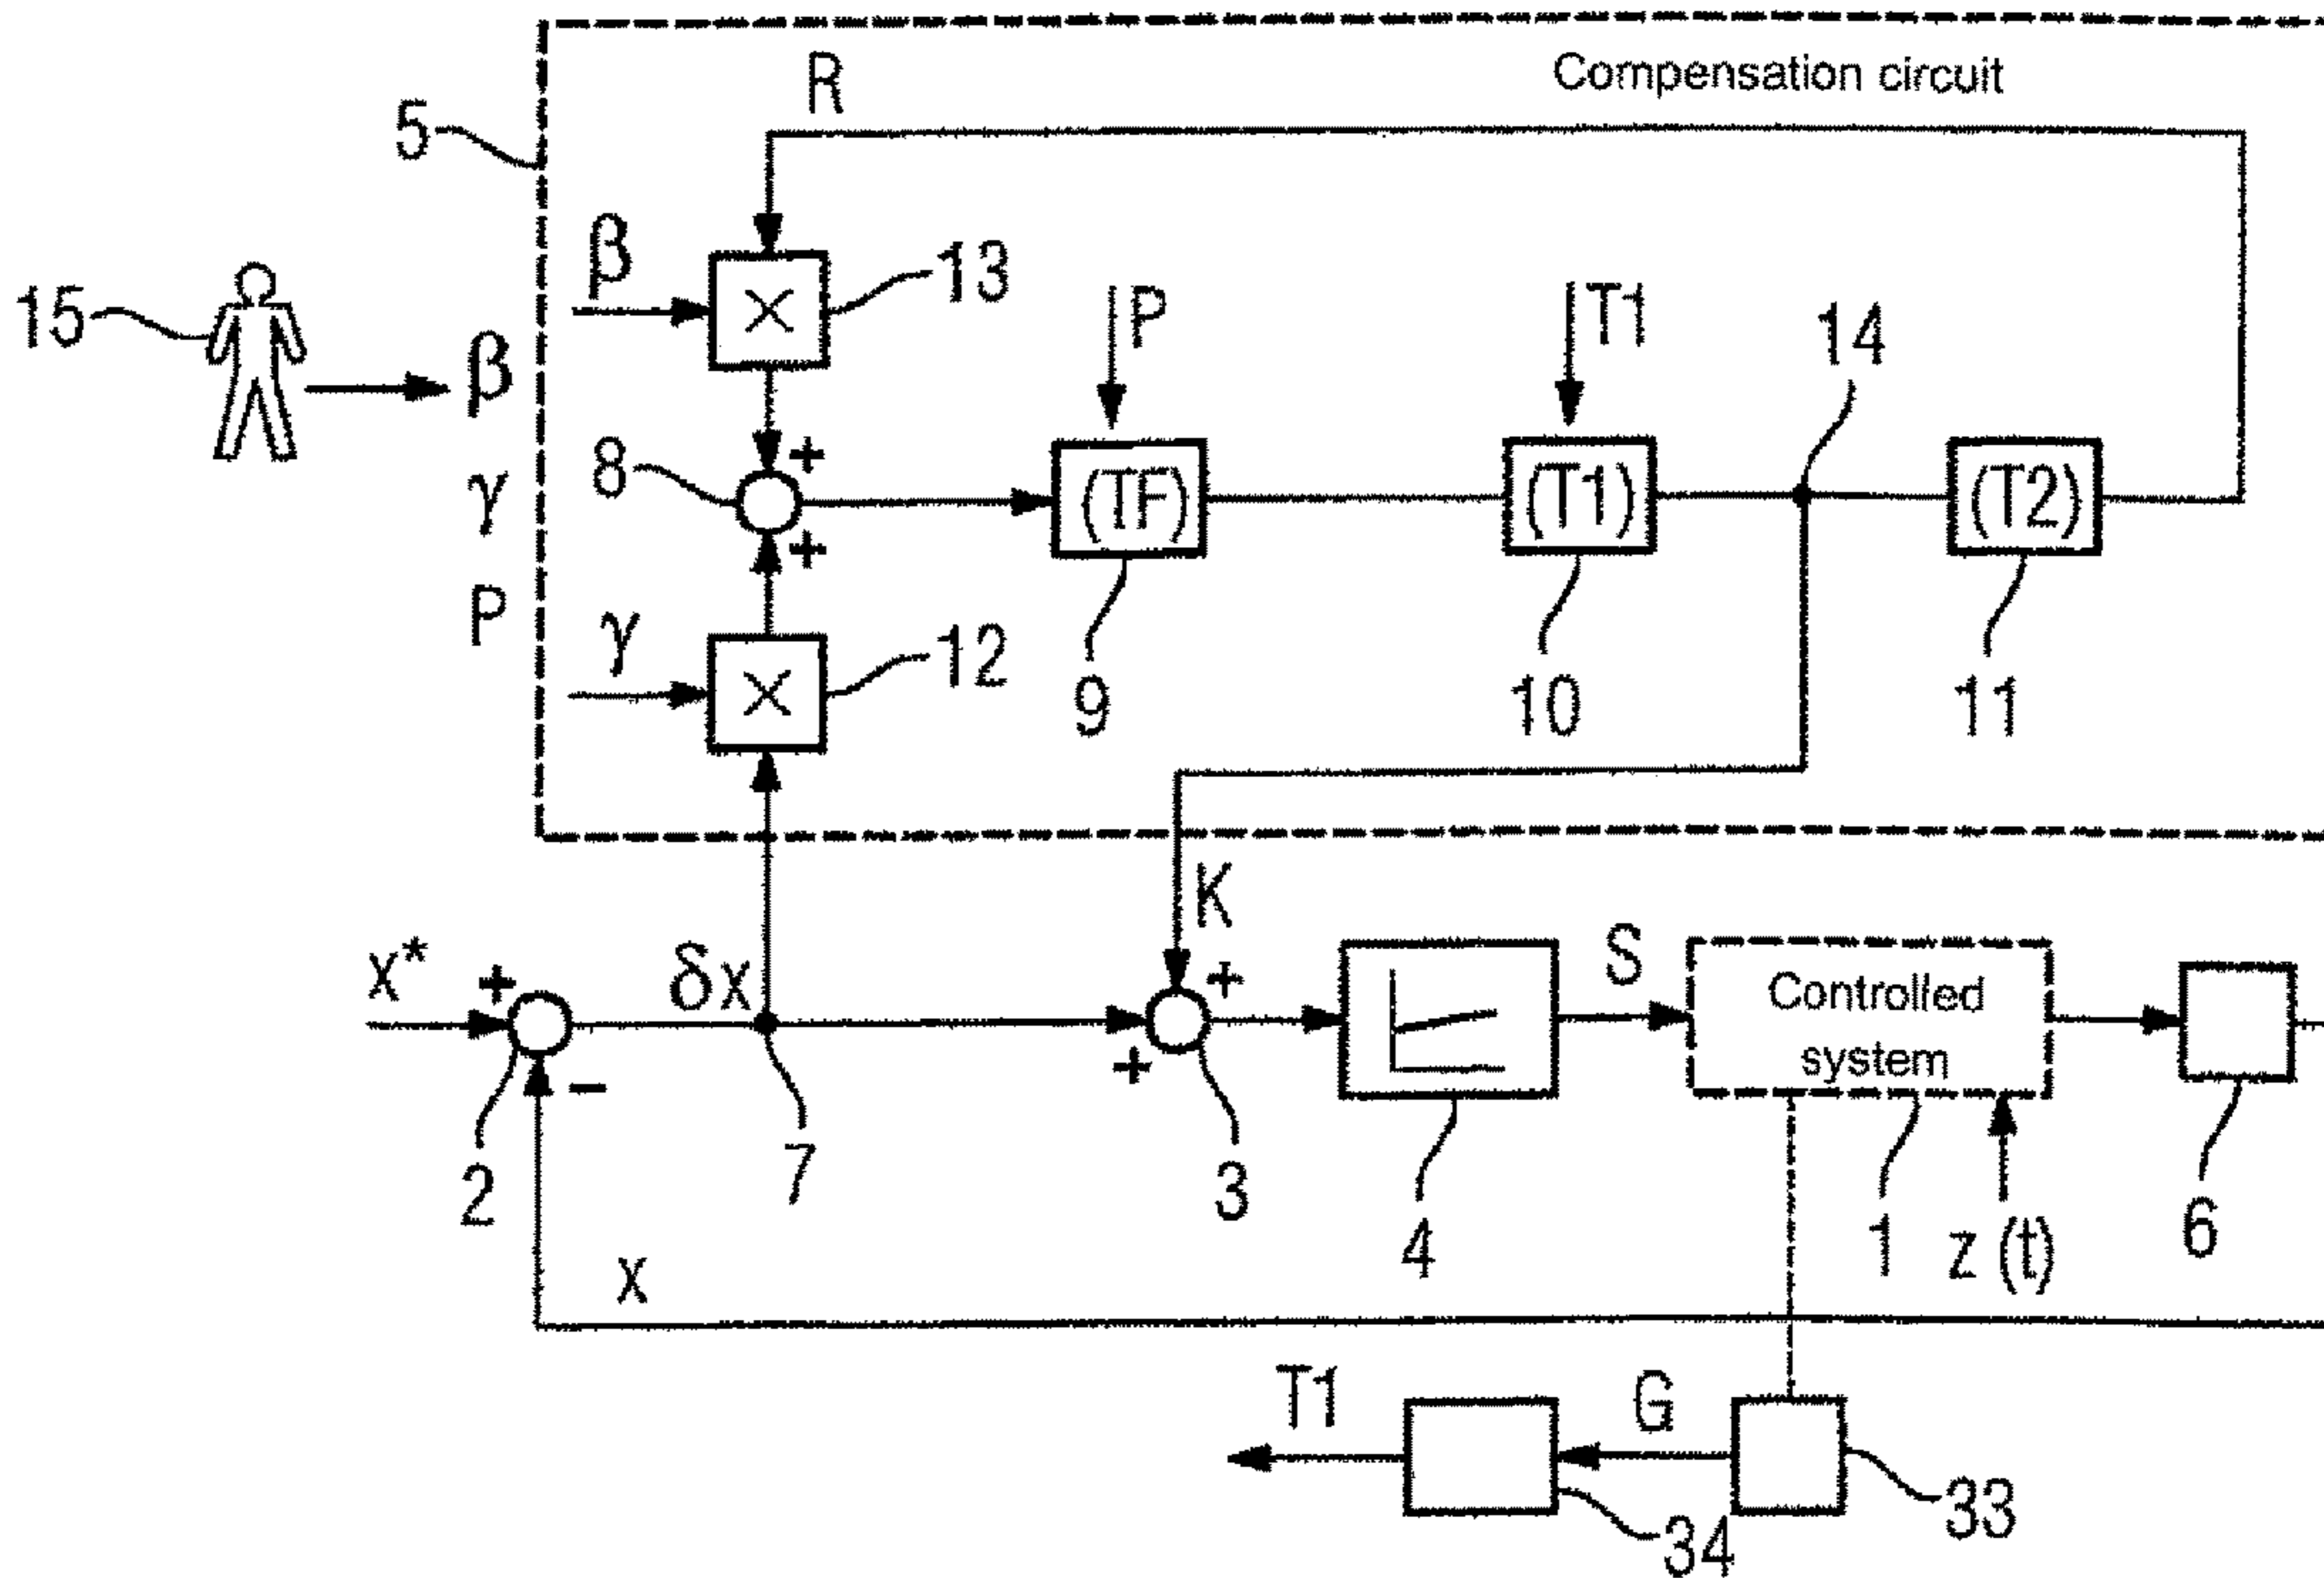 Compensation circuit
R
5
β
13
P
T1
14
15
β
γ
P
8
+
+
(TF)
(T1)
(T2)
γ
12
9
10
11
K
x*
+
δx
+
+
S
Controlled
system
−
2
7
3
4
1
z (t)
6
x
T1
G
33
34